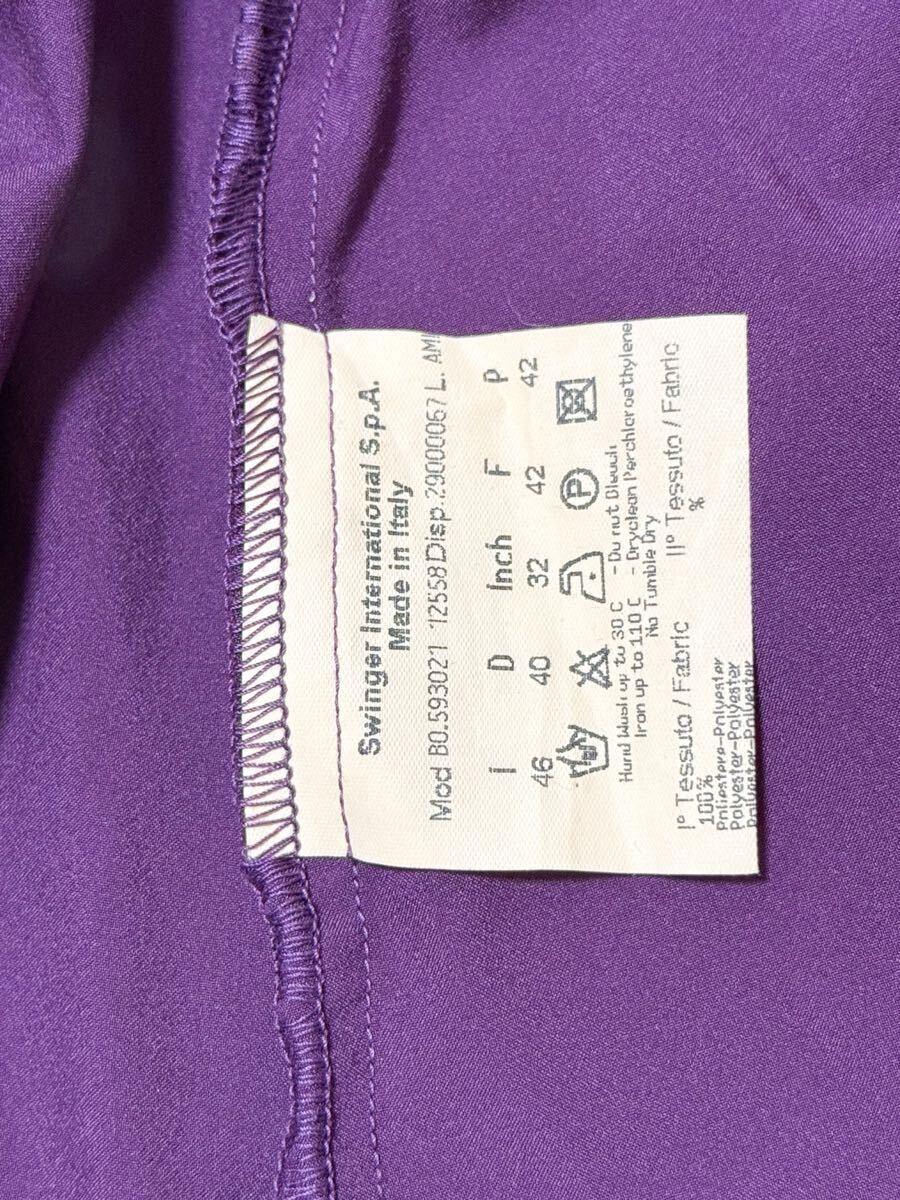 Swinger International S.p.A.
Made in Italy
Mod B0.593021 12558 Disp.29000067 L. AMI
I D Inch F P
46 40 32 42 42
P
Hand Wash up to 30 C - Do not Bleach
Iron up to 110 C - Dryclean Perchloroethylene
No Tumble Dry
I° Tessuto / Fabric II° Tessuto / Fabric
100% %
Poliestere-Polyester
Polyester-Polyester
Polyester-Polyester